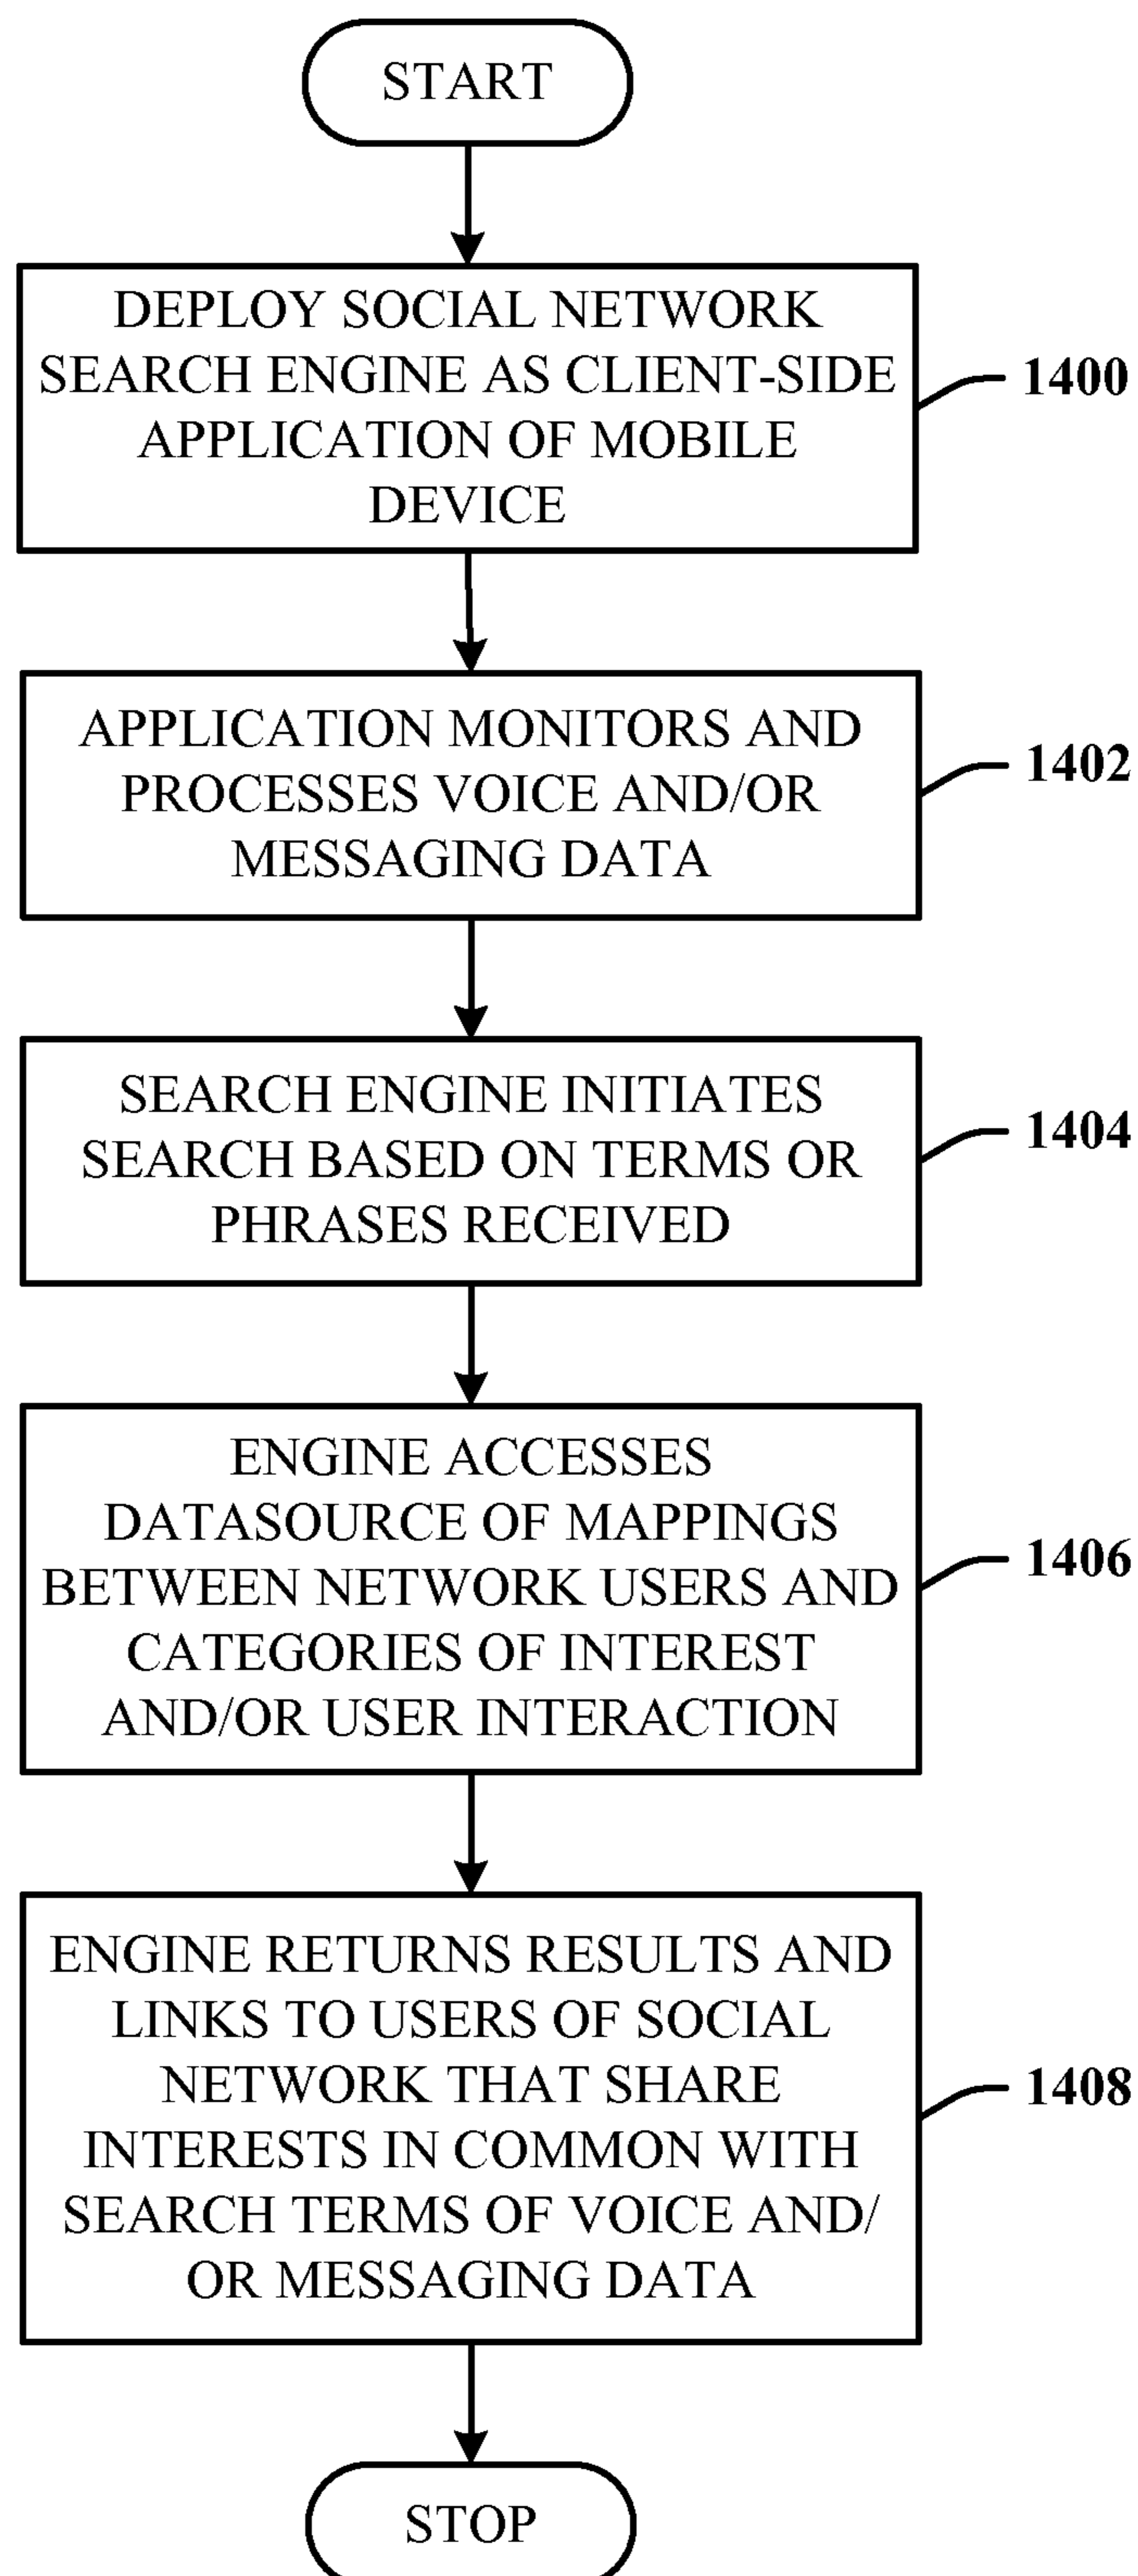 START
DEPLOY SOCIAL NETWORK
SEARCH ENGINE AS CLIENT-SIDE
APPLICATION OF MOBILE
DEVICE
1400
APPLICATION MONITORS AND
PROCESSES VOICE AND/OR
MESSAGING DATA
1402
SEARCH ENGINE INITIATES
SEARCH BASED ON TERMS OR
PHRASES RECEIVED
1404
ENGINE ACCESSES
DATASOURCE OF MAPPINGS
BETWEEN NETWORK USERS AND
CATEGORIES OF INTEREST
AND/OR USER INTERACTION
1406
ENGINE RETURNS RESULTS AND
LINKS TO USERS OF SOCIAL
NETWORK THAT SHARE
INTERESTS IN COMMON WITH
SEARCH TERMS OF VOICE AND/
OR MESSAGING DATA
1408
STOP